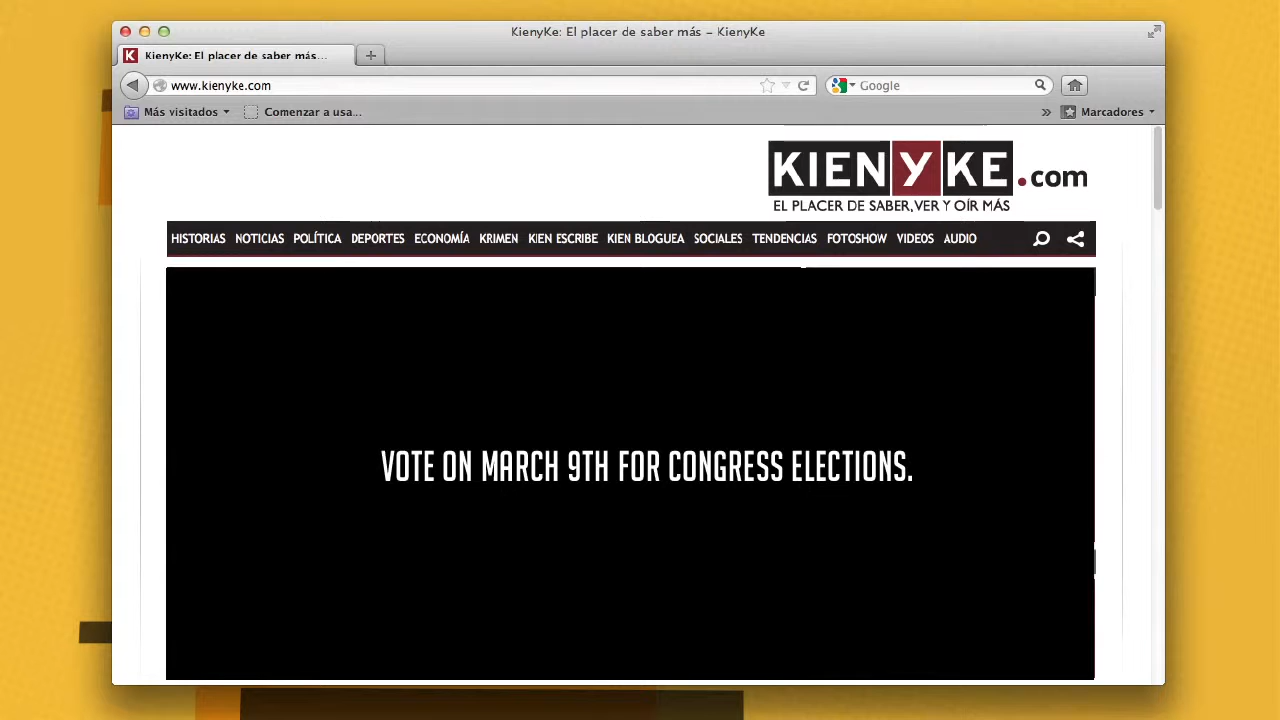 KienyKe: El placer de saber más – KienyKe
KienyKe: El placer de saber más...
www.kienyke.com
Google
Más visitados
Comenzar a usa...
Marcadores
KIENYKE.com
EL PLACER DE SABER, VER Y OÍR MÁS
HISTORIAS NOTICIAS POLÍTICA DEPORTES ECONOMÍA KRIMEN KIEN ESCRIBE KIEN BLOGUEA SOCIALES TENDENCIAS FOTOSHOW VIDEOS AUDIO
VOTE ON MARCH 9TH FOR CONGRESS ELECTIONS.